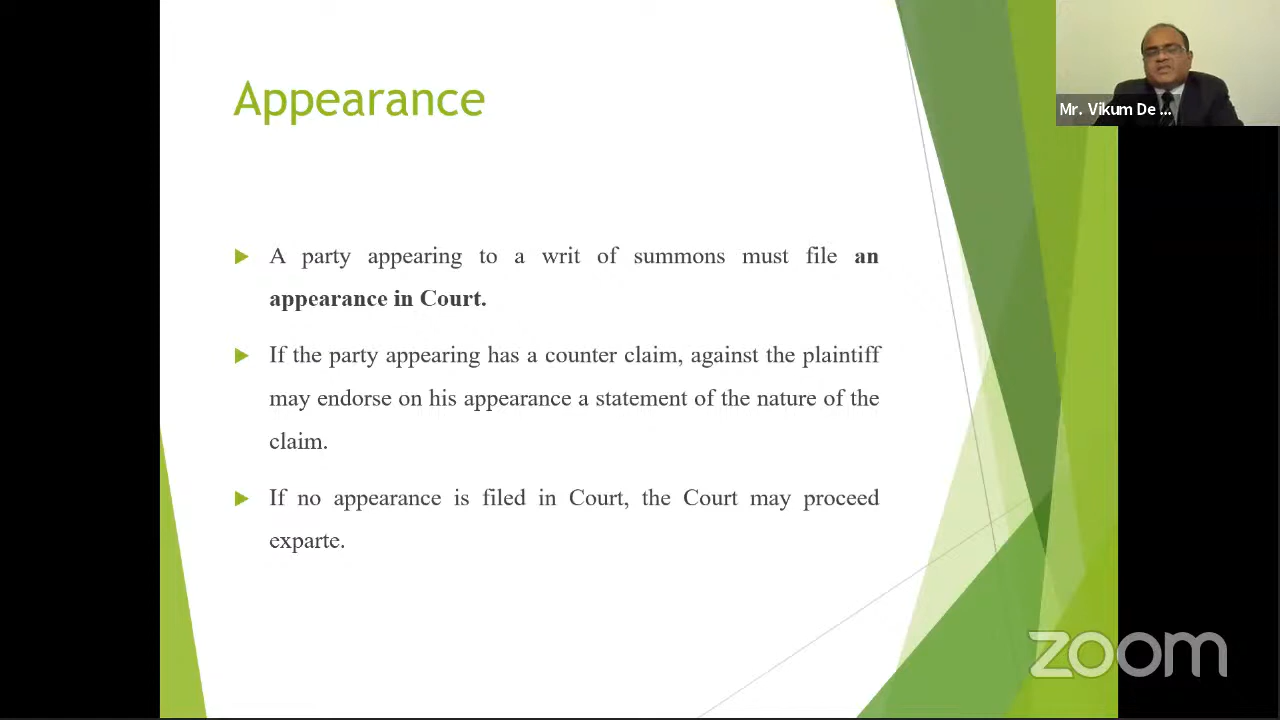 Appearance
Mr. Vikum De ...
A party appearing to a writ of summons must file an
appearance in Court.
If the party appearing has a counter claim, against the plaintiff
may endorse on his appearance a statement of the nature of the
claim.
If no appearance is filed in Court, the Court may proceed
exparte.
zoom